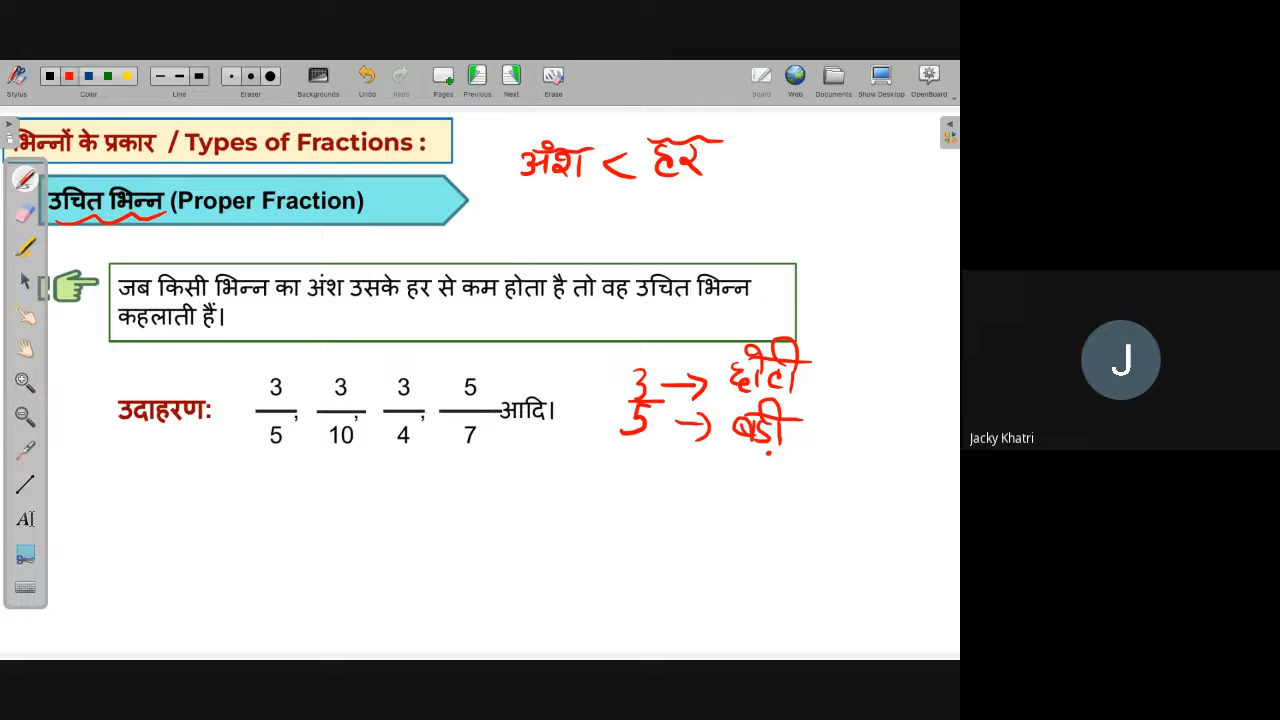 Stylus Color Line Eraser Backgrounds Undo Redo Pages Previous Next Erase Board Web Documents Show Desktop OpenBoard
भिन्नों के प्रकार / Types of Fractions :
अंश < हर
उचित भिन्न (Proper Fraction)
जब किसी भिन्न का अंश उसके हर से कम होता है तो वह उचित भिन्न
कहलाती हैं।
उदाहरण: 3/5, 3/10, 3/4, 5/7 आदि।
3 → छोटी
5 → बड़ी
J
Jacky Khatri